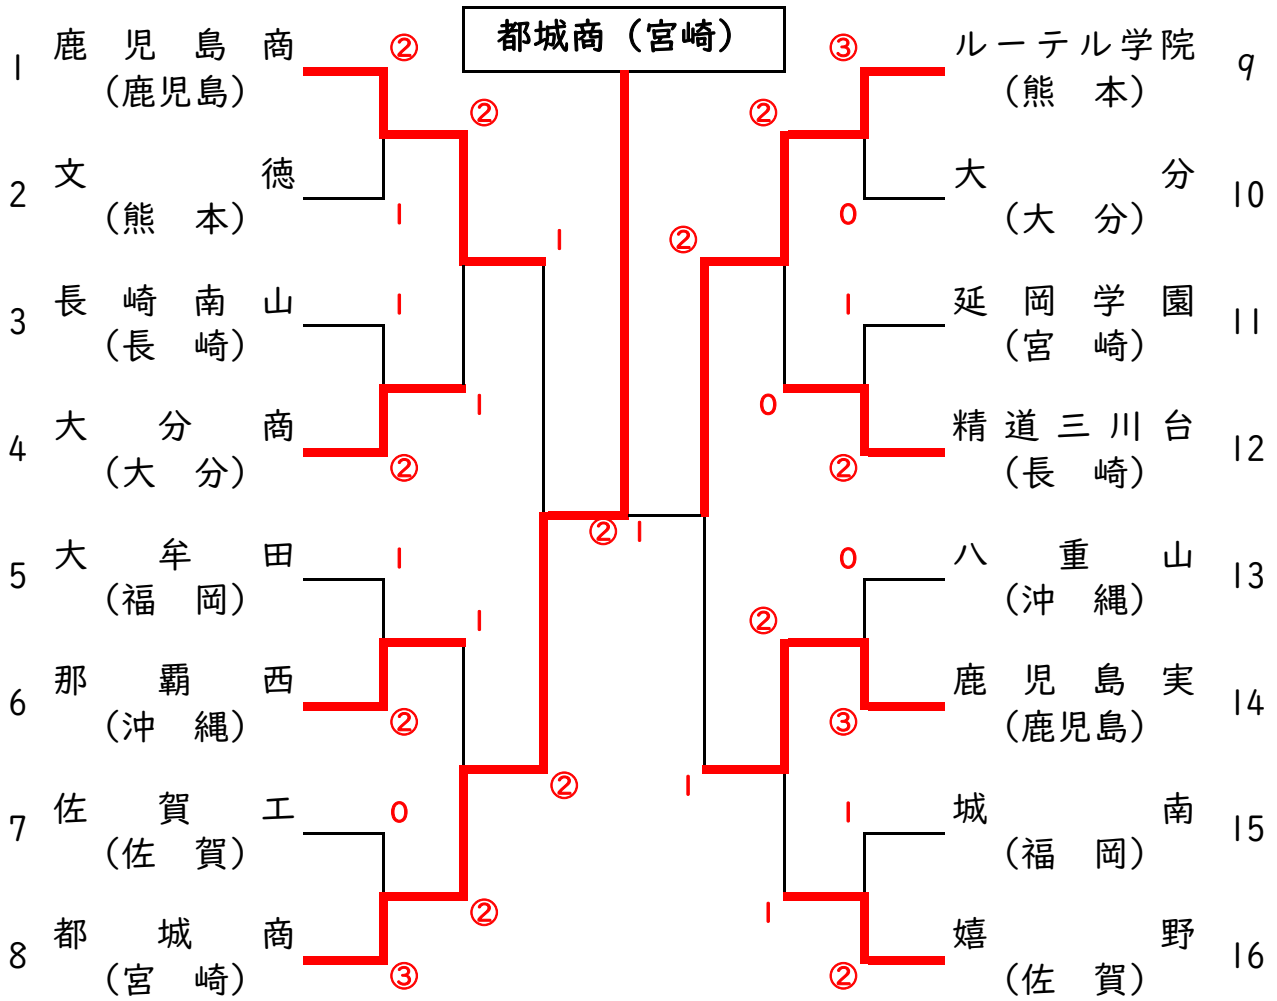 都城商（宮崎）
1 鹿児島商
（鹿児島）
②
②
2 文徳
（熊本）
1
1
3 長崎南山
（長崎）
1
1
4 大分商
（大分）
②
5 大牟田
（福岡）
1
1
6 那覇西
（沖縄）
②
②
7 佐賀工
（佐賀）
0
②
8 都城商
（宮崎）
③
② 1
③
ルーテル学院 9
（熊本）
②
②
大分 10
（大分）
0
延岡学園 11
（宮崎）
1
0
精道三川台 12
（長崎）
②
八重山 13
（沖縄）
0
②
鹿児島実 14
（鹿児島）
③
1
城南 15
（福岡）
1
1
嬉野 16
（佐賀）
②